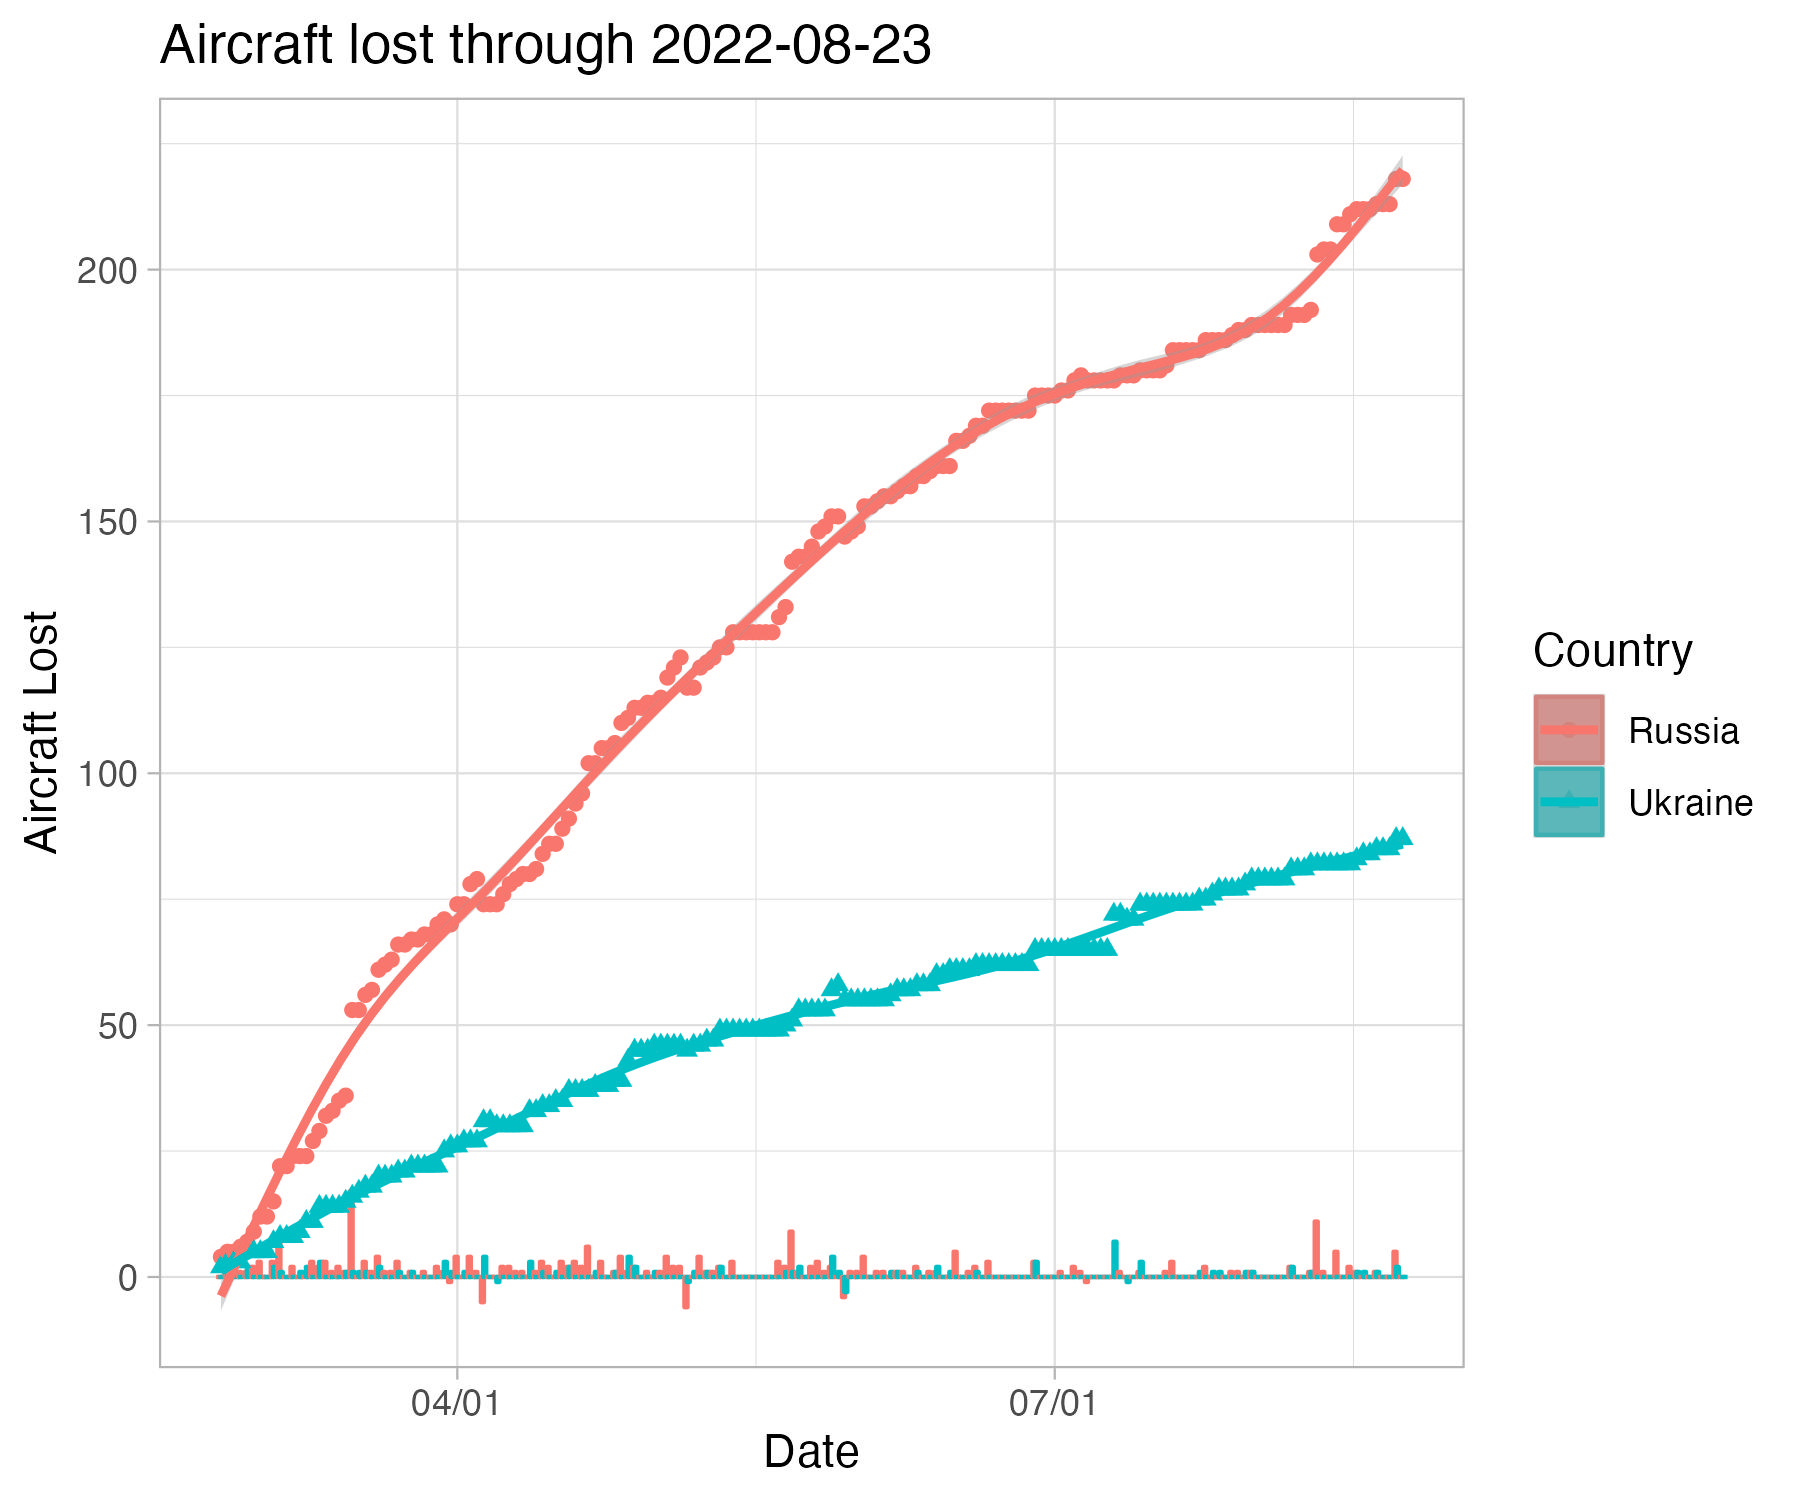 Aircraft lost through 2022-08-23
Aircraft Lost
200
150
100
50
0
04/01
07/01
Date
Country
Russia
Ukraine